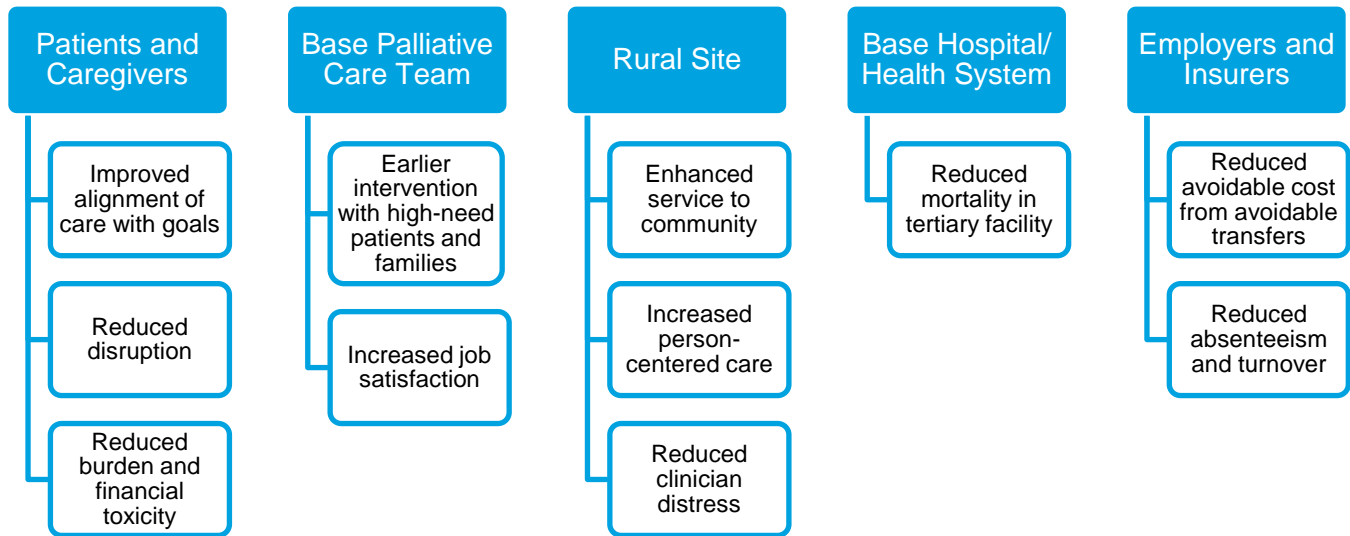 Patients and
Caregivers
Improved
alignment of
care with goals
Reduced
disruption
Reduced
burden and
financial
toxicity
Base Palliative
Care Team
Earlier
intervention
with high-need
patients and
families
Increased job
satisfaction
Rural Site
Enhanced
service to
community
Increased
person-
centered care
Reduced
clinician
distress
Base Hospital/
Health System
Reduced
mortality in
tertiary facility
Employers and
Insurers
Reduced
avoidable cost
from avoidable
transfers
Reduced
absenteeism
and turnover